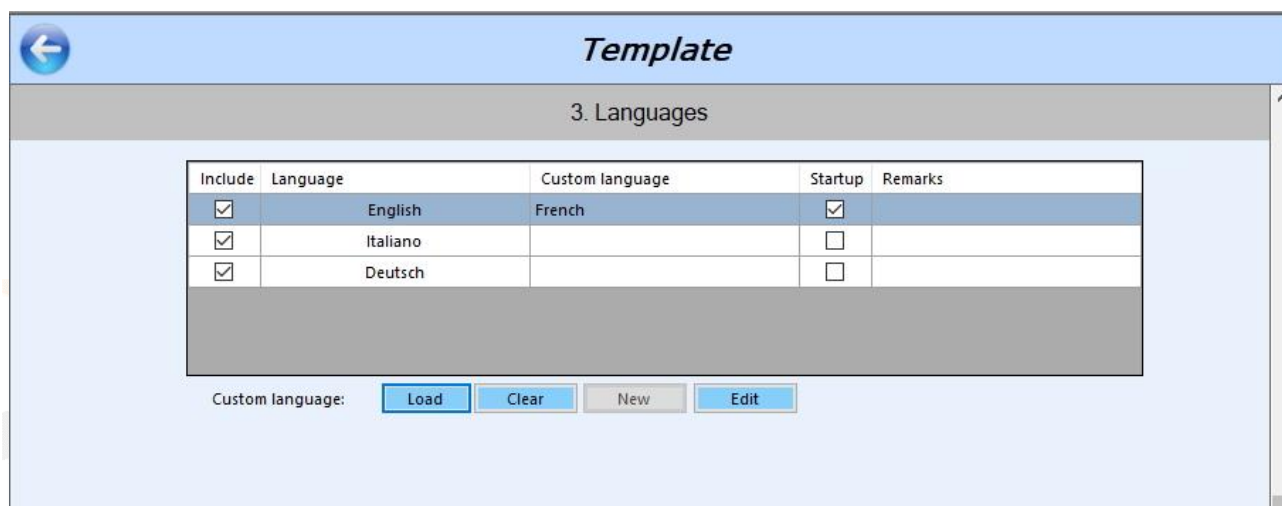 Template
3. Languages
Include Language Custom language Startup Remarks
English French
Italiano
Deutsch
Custom language: Load Clear New Edit